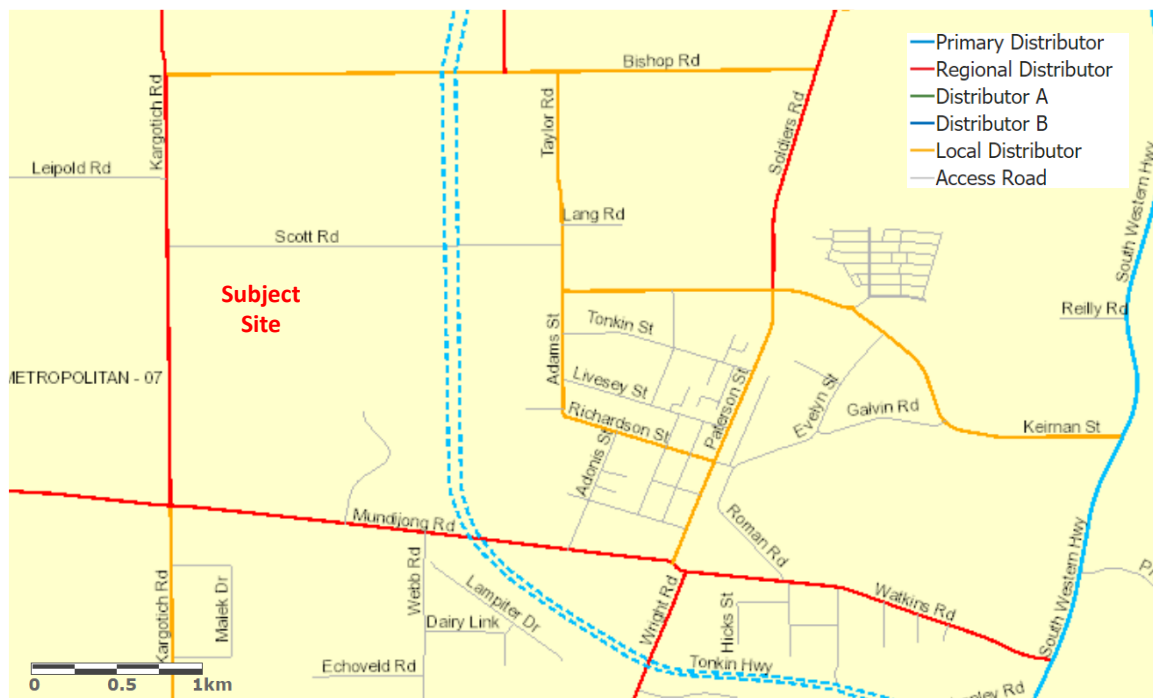 Bishop Rd
Primary Distributor
Regional Distributor
Distributor A
Distributor B
Local Distributor
Access Road
Kargotich Rd
Taylor Rd
Soldiers Rd
South Western Hwy
Leipold Rd
Lang Rd
Scott Rd
Subject
Site
Reilly Rd
Tonkin St
Adams St
METROPOLITAN - 07
Livesey St
Paterson St
Evelyn St
Galvin Rd
Richardson St
Keirnan St
Adonis St
Mundijong Rd
Roman Rd
South Western Hwy
Kargotich Rd
Malek Dr
Webb Rd
Lampiter Dr
Wright Rd
Hicks St
Watkins Rd
Dairy Link
Echoveld Rd
Tonkin Hwy
0 0.5 1km